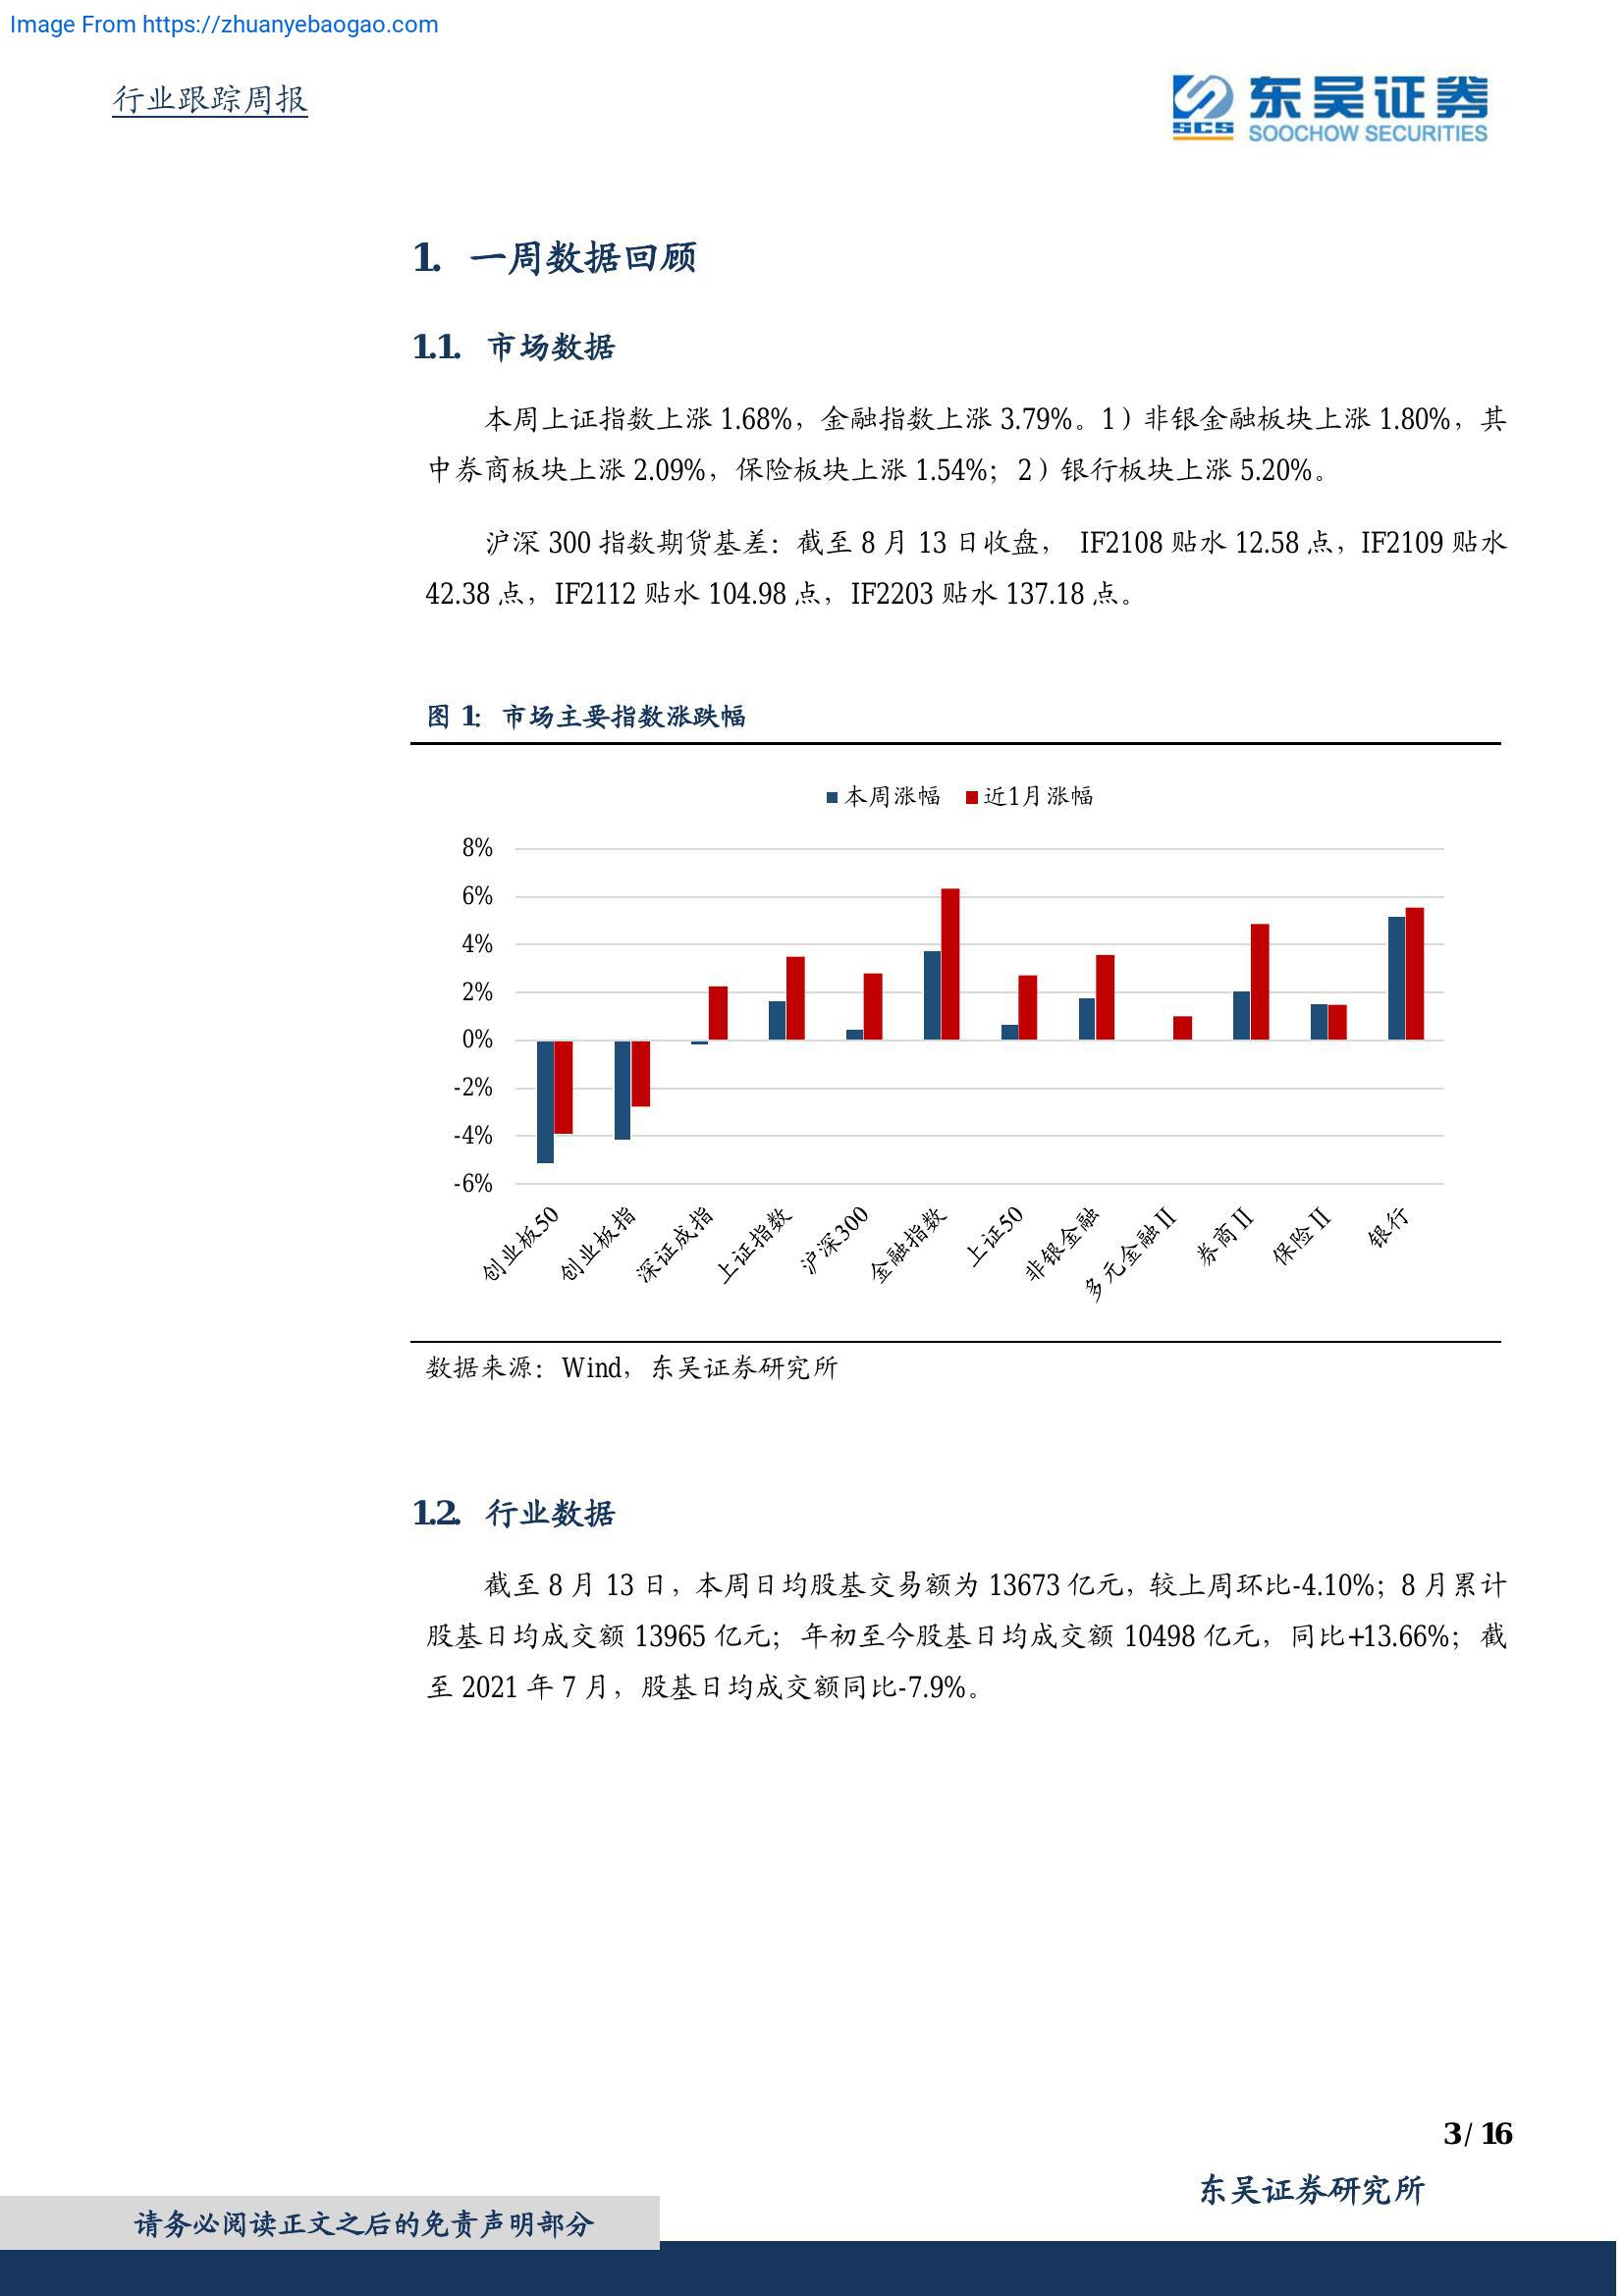 Image From https://zhuanyebaogao.com
行业跟踪周报
SCS
东吴证券
SOOCHOW SECURITIES
1. 一周数据回顾
1.1. 市场数据
本周上证指数上涨 1.68%，金融指数上涨 3.79%。1）非银金融板块上涨 1.80%，其
中券商板块上涨 2.09%，保险板块上涨 1.54%；2）银行板块上涨 5.20%。
沪深 300 指数期货基差：截至 8 月 13 日收盘， IF2108 贴水 12.58 点，IF2109 贴水
42.38 点，IF2112 贴水 104.98 点，IF2203 贴水 137.18 点。
图 1： 市场主要指数涨跌幅
本周涨幅 近1月涨幅
8%
6%
4%
2%
0%
-2%
-4%
-6%
创业板50 创业板指 深证成指 上证指数 沪深300 金融指数 上证50 非银金融 多元金融Ⅱ 券商Ⅱ 保险Ⅱ 银行
数据来源：Wind，东吴证券研究所
1.2. 行业数据
截至 8 月 13 日，本周日均股基交易额为 13673 亿元，较上周环比-4.10%；8 月累计
股基日均成交额 13965 亿元；年初至今股基日均成交额 10498 亿元，同比+13.66%；截
至 2021 年 7 月，股基日均成交额同比-7.9%。
3 / 16
东吴证券研究所
请务必阅读正文之后的免责声明部分